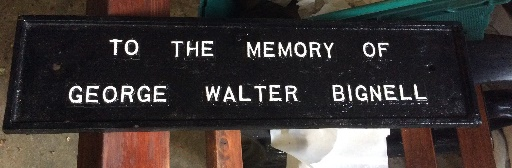 TO THE MEMORY OF
GEORGE WALTER BIGNELL